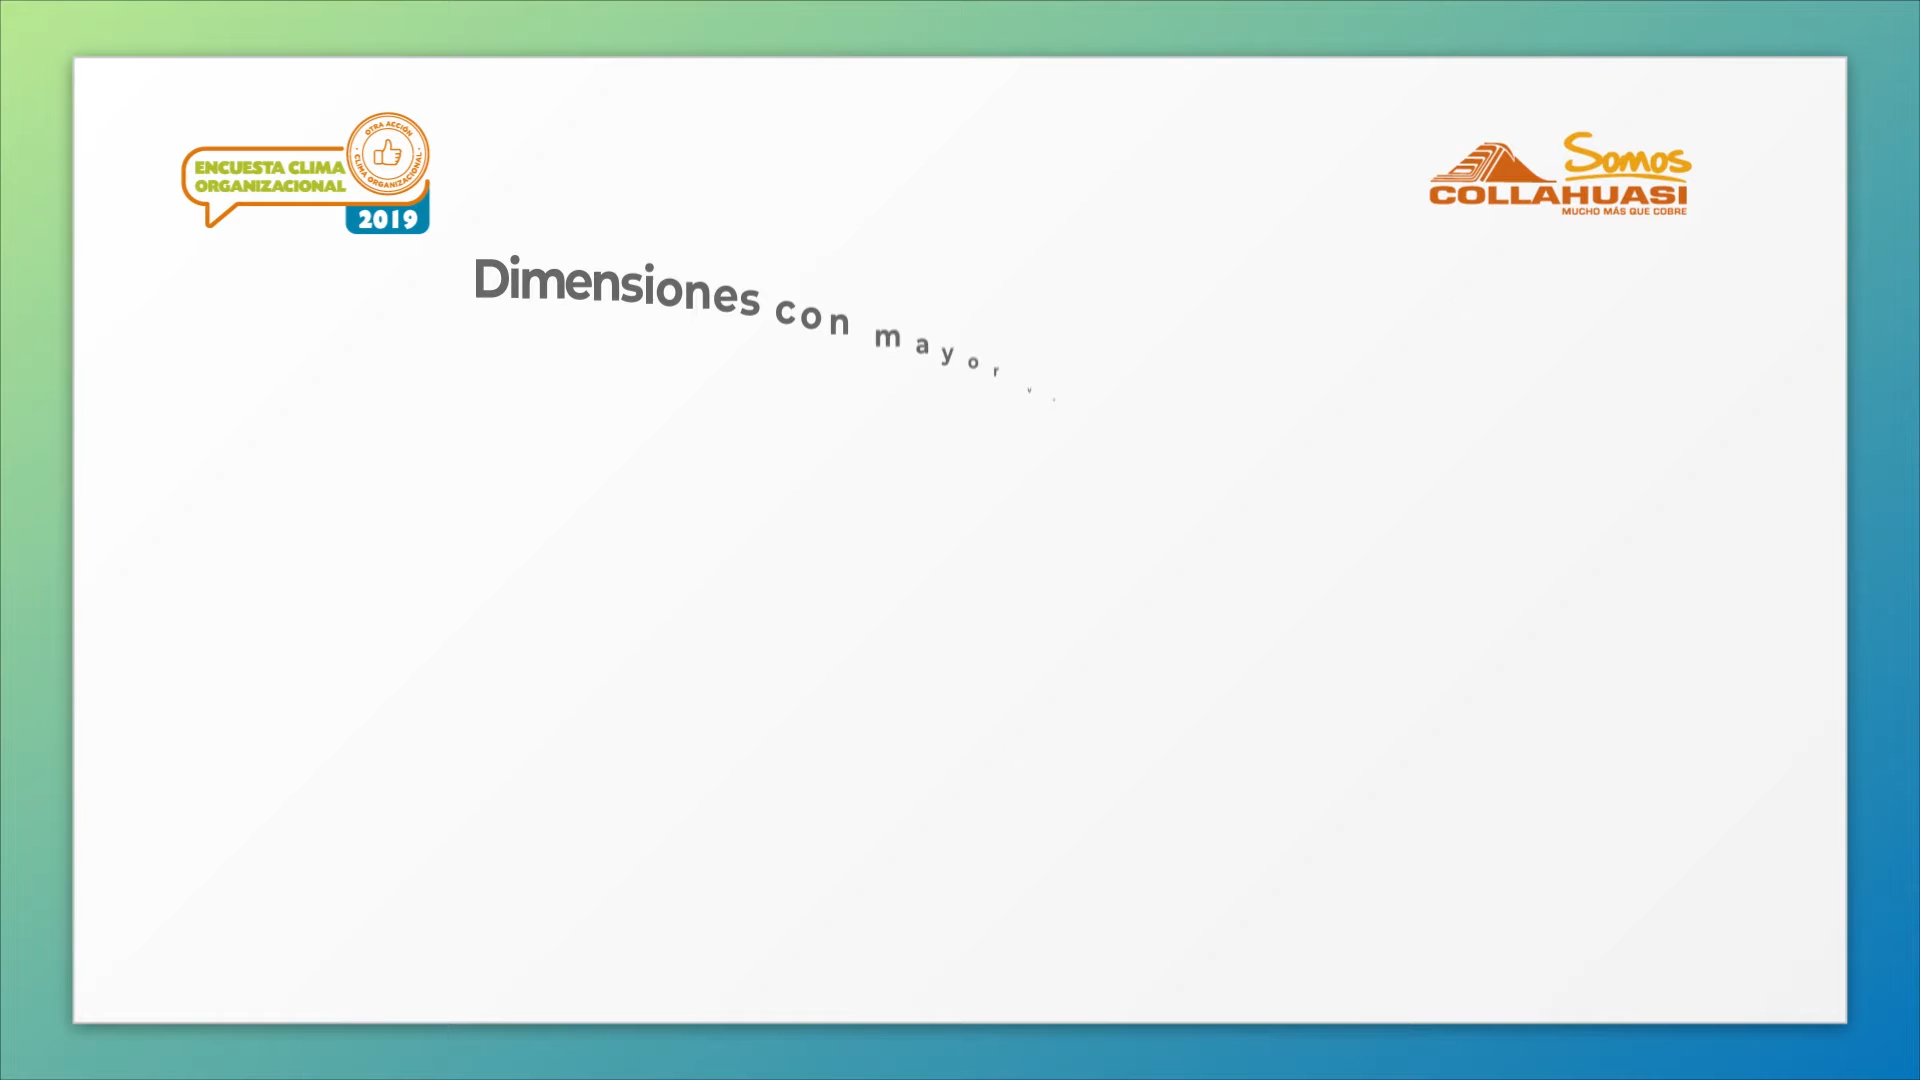 OTRA ACCIÓN
CLIMA ORGANIZACIONAL
ENCUESTA CLIMA
ORGANIZACIONAL
2019
Somos
COLLAHUASI
MUCHO MÁS QUE COBRE
Dimensiones con mayor